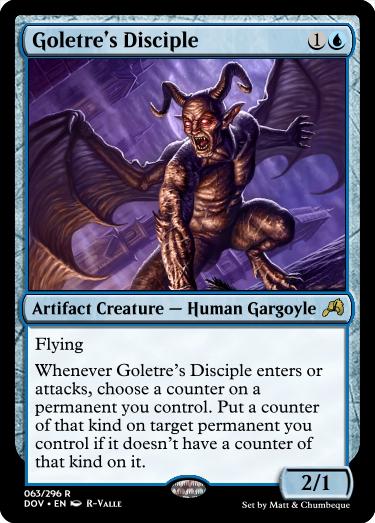 Goletre's Disciple 1
Artifact Creature — Human Gargoyle
Flying
Whenever Goletre's Disciple enters or
attacks, choose a counter on a
permanent you control. Put a counter
of that kind on target permanent you
control if it doesn't have a counter of
that kind on it.
2/1
063/296 R
DOV • EN R-Valle
Set by Matt & Chumbeque